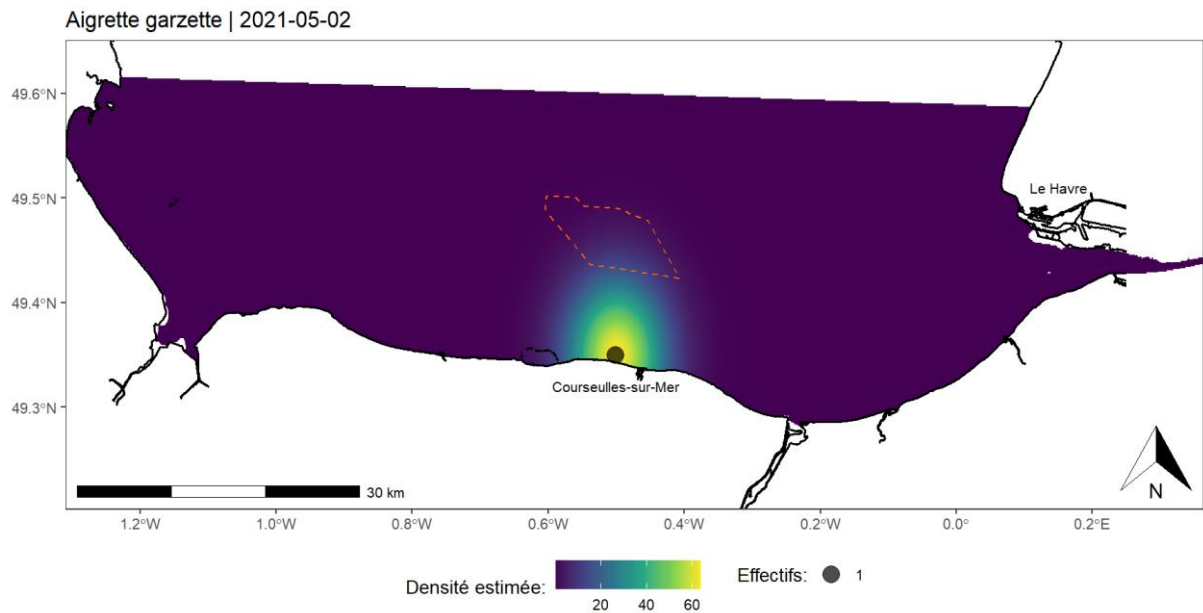 Aigrette garzette | 2021-05-02
49.6°N
49.5°N
Le Havre
49.4°N
Courseulles-sur-Mer
49.3°N
30 km
N
1.2°W 1.0°W 0.8°W 0.6°W 0.4°W 0.2°W 0.0° 0.2°E
Densité estimée: Effectifs: 1
20 40 60